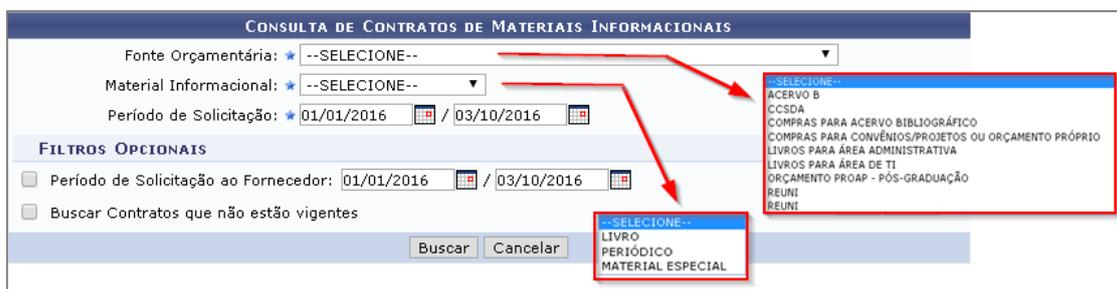 CONSULTA DE CONTRATOS DE MATERIAIS INFORMACIONAIS
Fonte Orçamentária: --SELECIONE--
Material Informacional: --SELECIONE--
Período de Solicitação: 01/01/2016 / 03/10/2016
FILTROS OPCIONAIS
Período de Solicitação ao Fornecedor: 01/01/2016 / 03/10/2016
Buscar Contratos que não estão vigentes
Buscar Cancelar
--SELECIONE--
ACERVO B
CCSDA
COMPRAS PARA ACERVO BIBLIOGRÁFICO
COMPRAS PARA CONVÊNIOS/PROJETOS OU ORÇAMENTO PRÓPRIO
LIVROS PARA ÁREA ADMINISTRATIVA
LIVROS PARA ÁREA DE TI
ORÇAMENTO PROAP - PÓS-GRADUAÇÃO
REUNI
REUNI
--SELECIONE--
LIVRO
PERIÓDICO
MATERIAL ESPECIAL